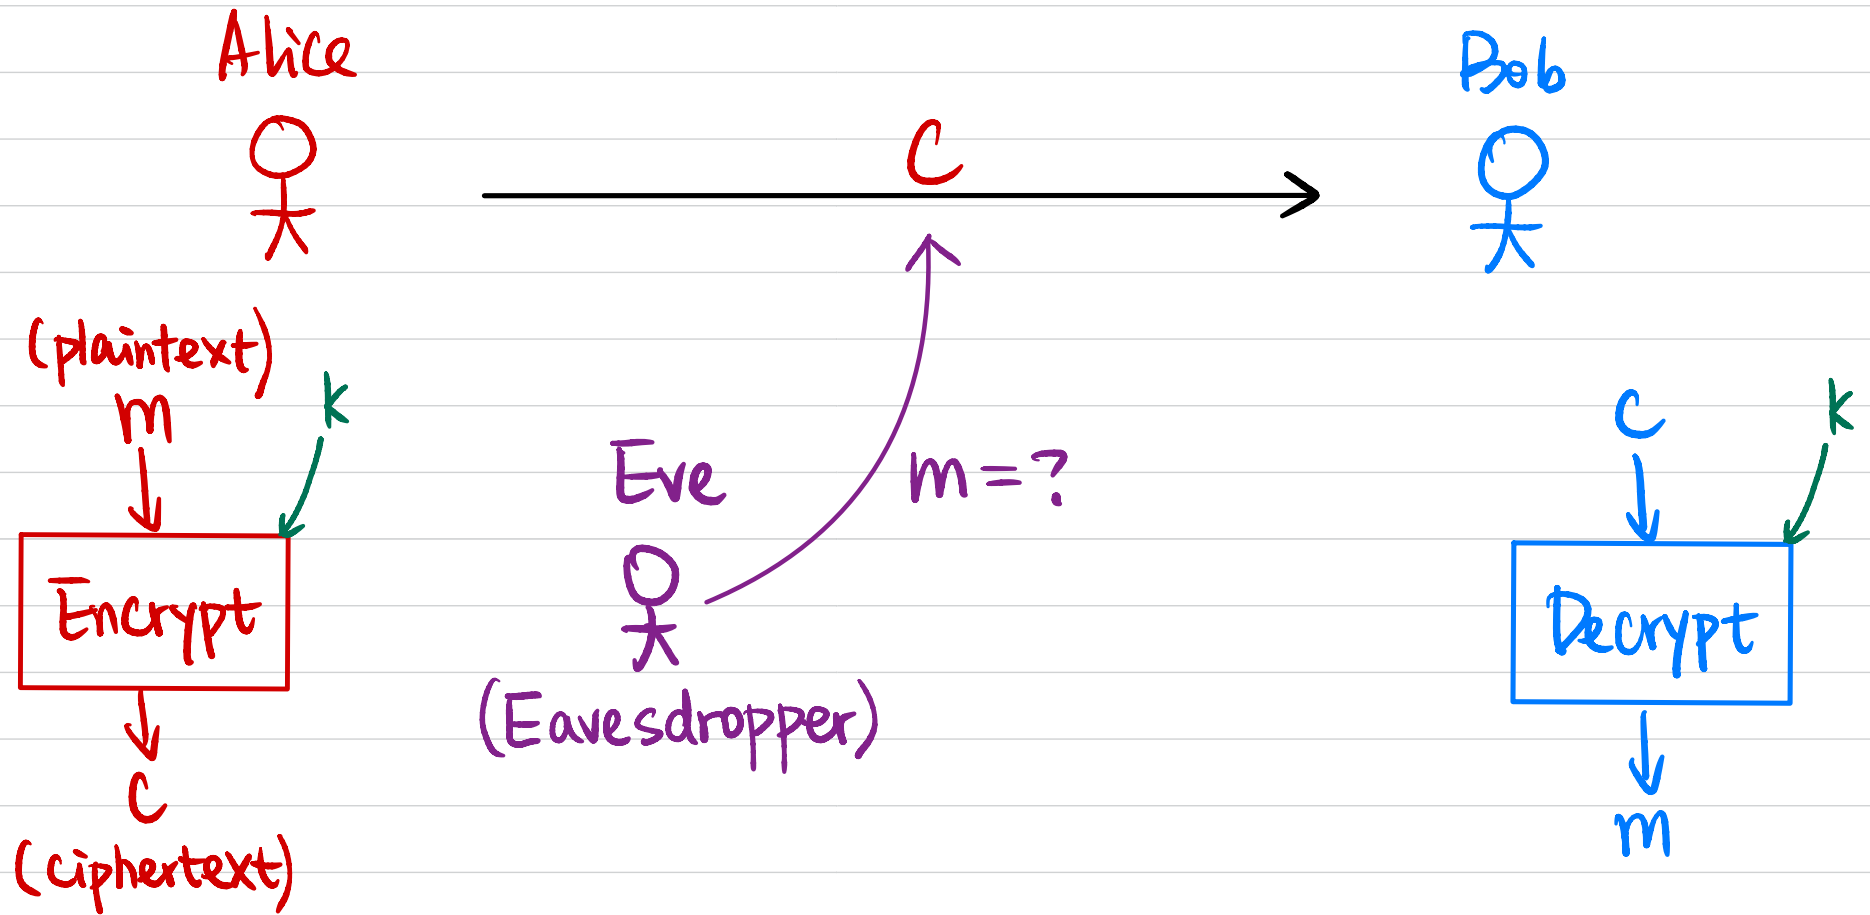 Alice
Bob
C
(plaintext)
m
k
Encrypt
C
(ciphertext)
Eve
m=?
(Eavesdropper)
C
k
Decrypt
m